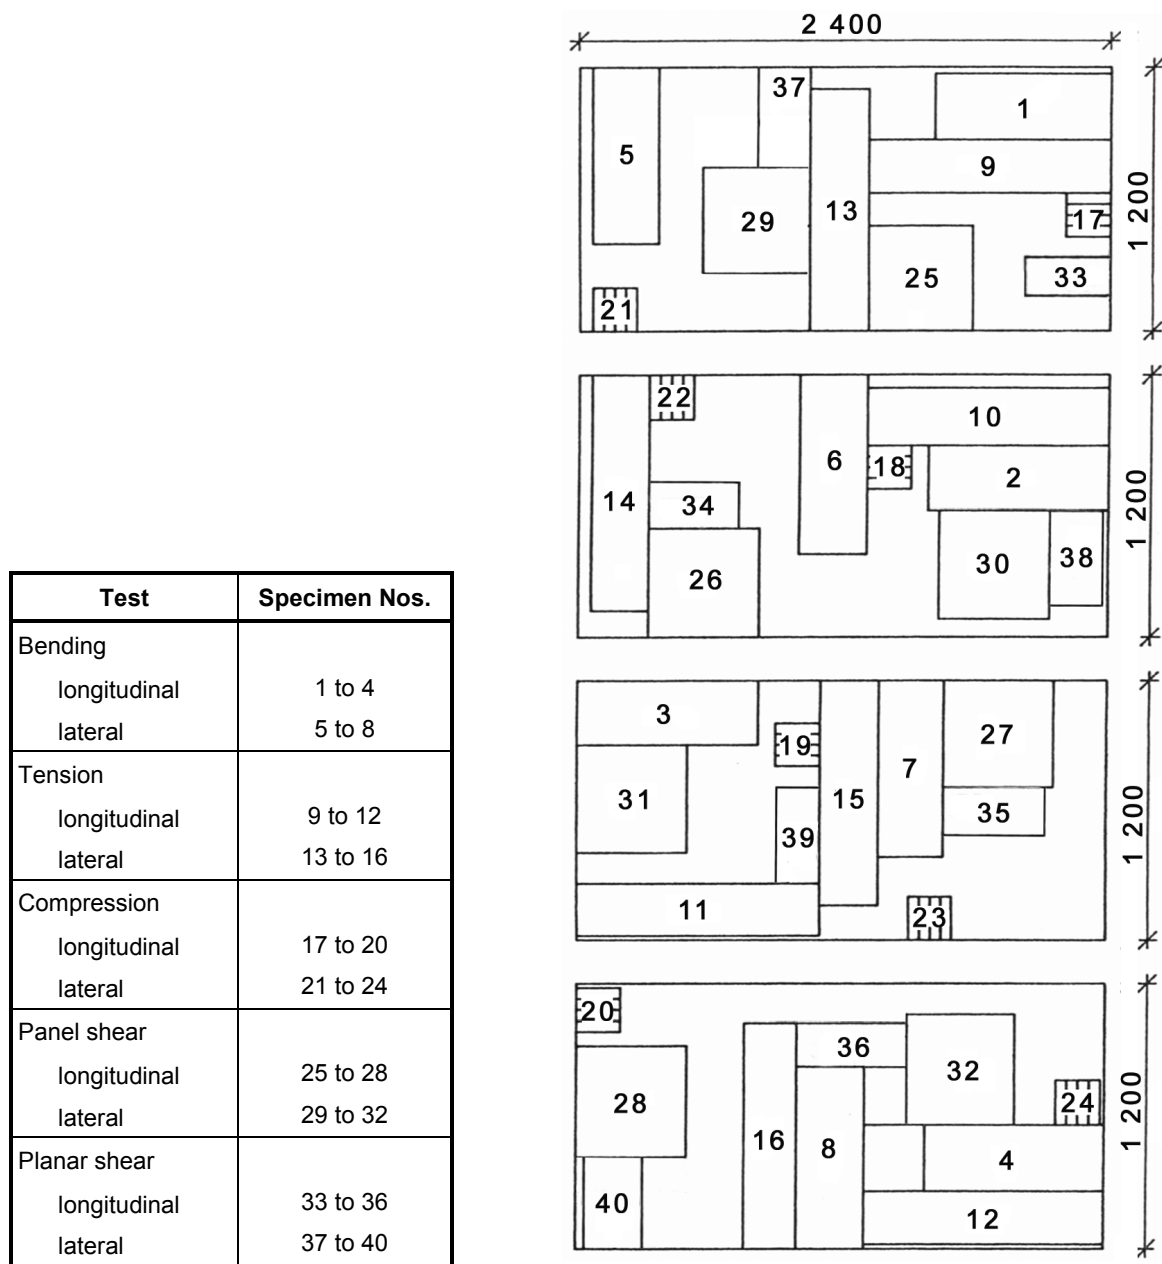 2 400
37
1
5
9
29
13
17
1 200
25
33
21
22
10
6
18
2
14
34
1 200
30
38
26
3
19
27
7
31
15
35
39
1 200
11
23
20
36
32
28
24
16
8
4
1 200
40
12
Test Specimen Nos.
Bending
longitudinal 1 to 4
lateral 5 to 8
Tension
longitudinal 9 to 12
lateral 13 to 16
Compression
longitudinal 17 to 20
lateral 21 to 24
Panel shear
longitudinal 25 to 28
lateral 29 to 32
Planar shear
longitudinal 33 to 36
lateral 37 to 40